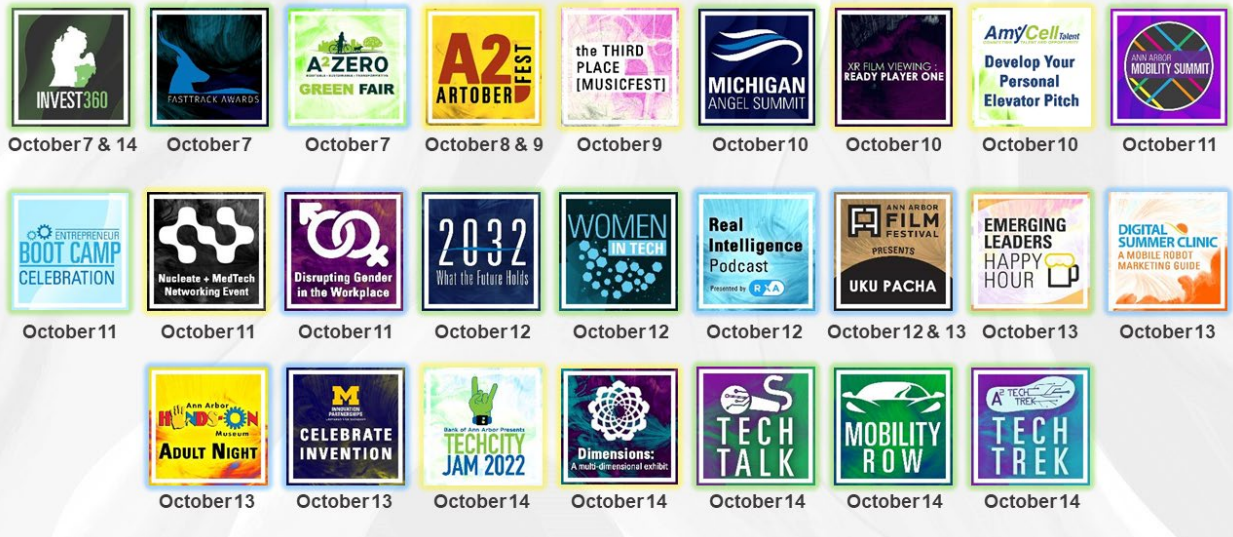 INVEST360
October 7 & 14
FASTTRACK AWARDS
October 7
A²ZERO
GREEN FAIR
October 7
A2
ARTOBER
FEST
October 8 & 9
the THIRD
PLACE
[MUSICFEST]
October 9
MICHIGAN
ANGEL SUMMIT
October 10
XR FILM VIEWING :
READY PLAYER ONE
October 10
AmyCell Talent
Develop Your
Personal
Elevator Pitch
October 10
ANN ARBOR
MOBILITY SUMMIT
October 11
ENTREPRENEUR
BOOT CAMP
CELEBRATION
October 11
Nucleate + MedTech
Networking Event
October 11
Disrupting Gender
in the Workplace
October 11
2032
What the Future Holds
October 12
WOMEN
IN TECH
October 12
Real
Intelligence
Podcast
Presented by RXA
October 12
ANN ARBOR
FILM
FESTIVAL
PRESENTS
UKU PACHA
October 12 & 13
EMERGING
LEADERS
HAPPY
HOUR
October 13
DIGITAL
SUMMER CLINIC
A MOBILE ROBOT
MARKETING GUIDE
October 13
Ann Arbor
HANDS-ON
Museum
ADULT NIGHT
October 13
M
INNOVATION
PARTNERSHIPS
CELEBRATE
INVENTION
October 13
Bank of Ann Arbor Presents
TECHCITY
JAM 2022
October 14
Dimensions:
A multi-dimensional exhibit
October 14
TECH
TALK
October 14
MOBILITY
ROW
October 14
A² TECH
TREK
TECH
TREK
October 14